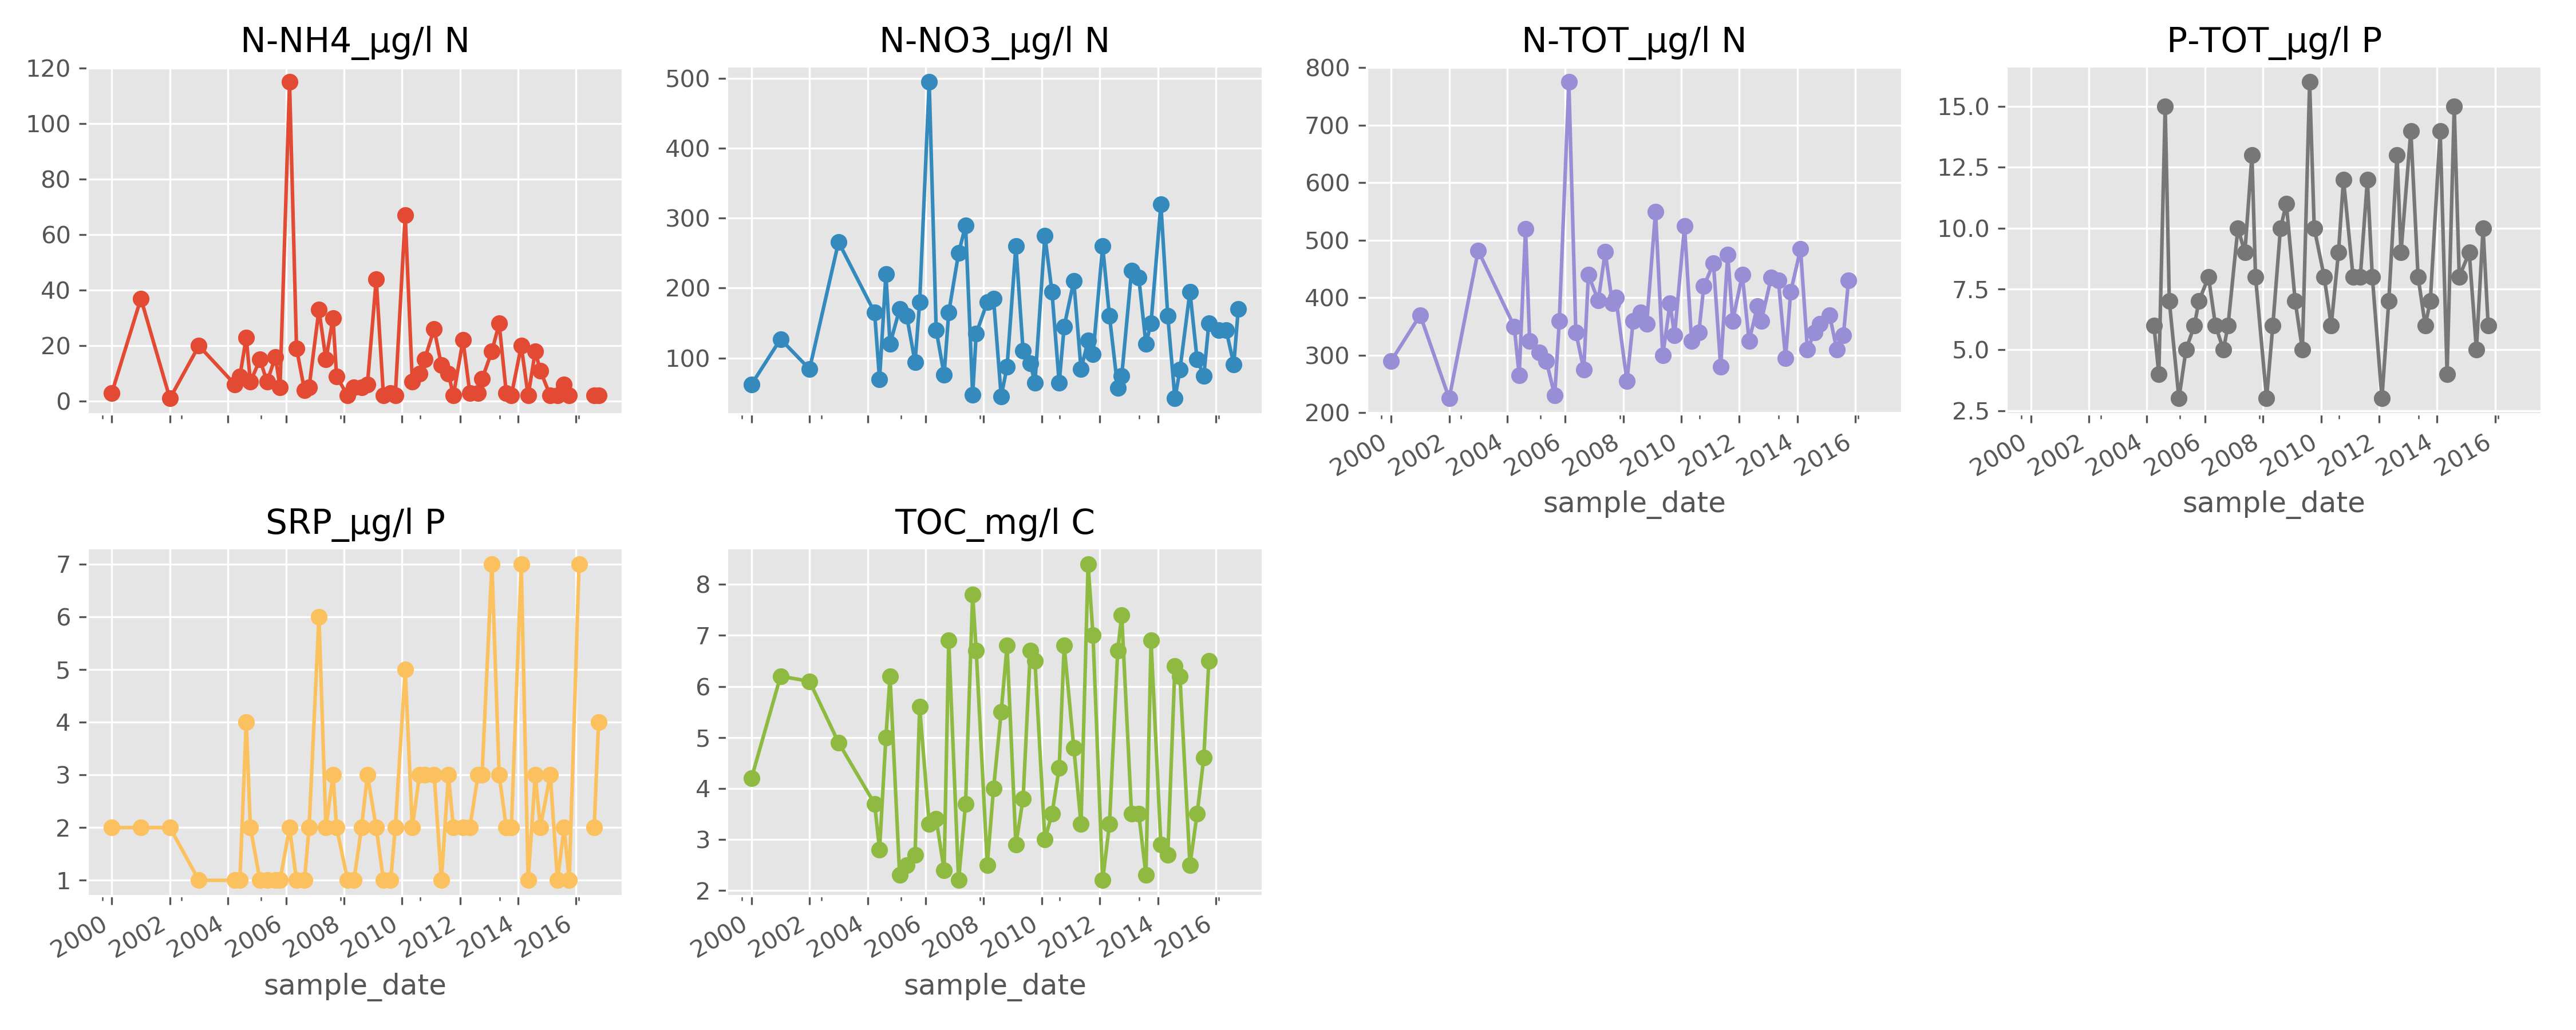 N-NH4_µg/l N
120
100
80
60
40
20
0
N-NO3_µg/l N
500
400
300
200
100
N-TOT_µg/l N
800
700
600
500
400
300
200
2000 2002 2004 2006 2008 2010 2012 2014 2016
sample_date
P-TOT_µg/l P
15.0
12.5
10.0
7.5
5.0
2.5
2000 2002 2004 2006 2008 2010 2012 2014 2016
sample_date
SRP_µg/l P
7
6
5
4
3
2
1
2000 2002 2004 2006 2008 2010 2012 2014 2016
sample_date
TOC_mg/l C
8
7
6
5
4
3
2
2000 2002 2004 2006 2008 2010 2012 2014 2016
sample_date